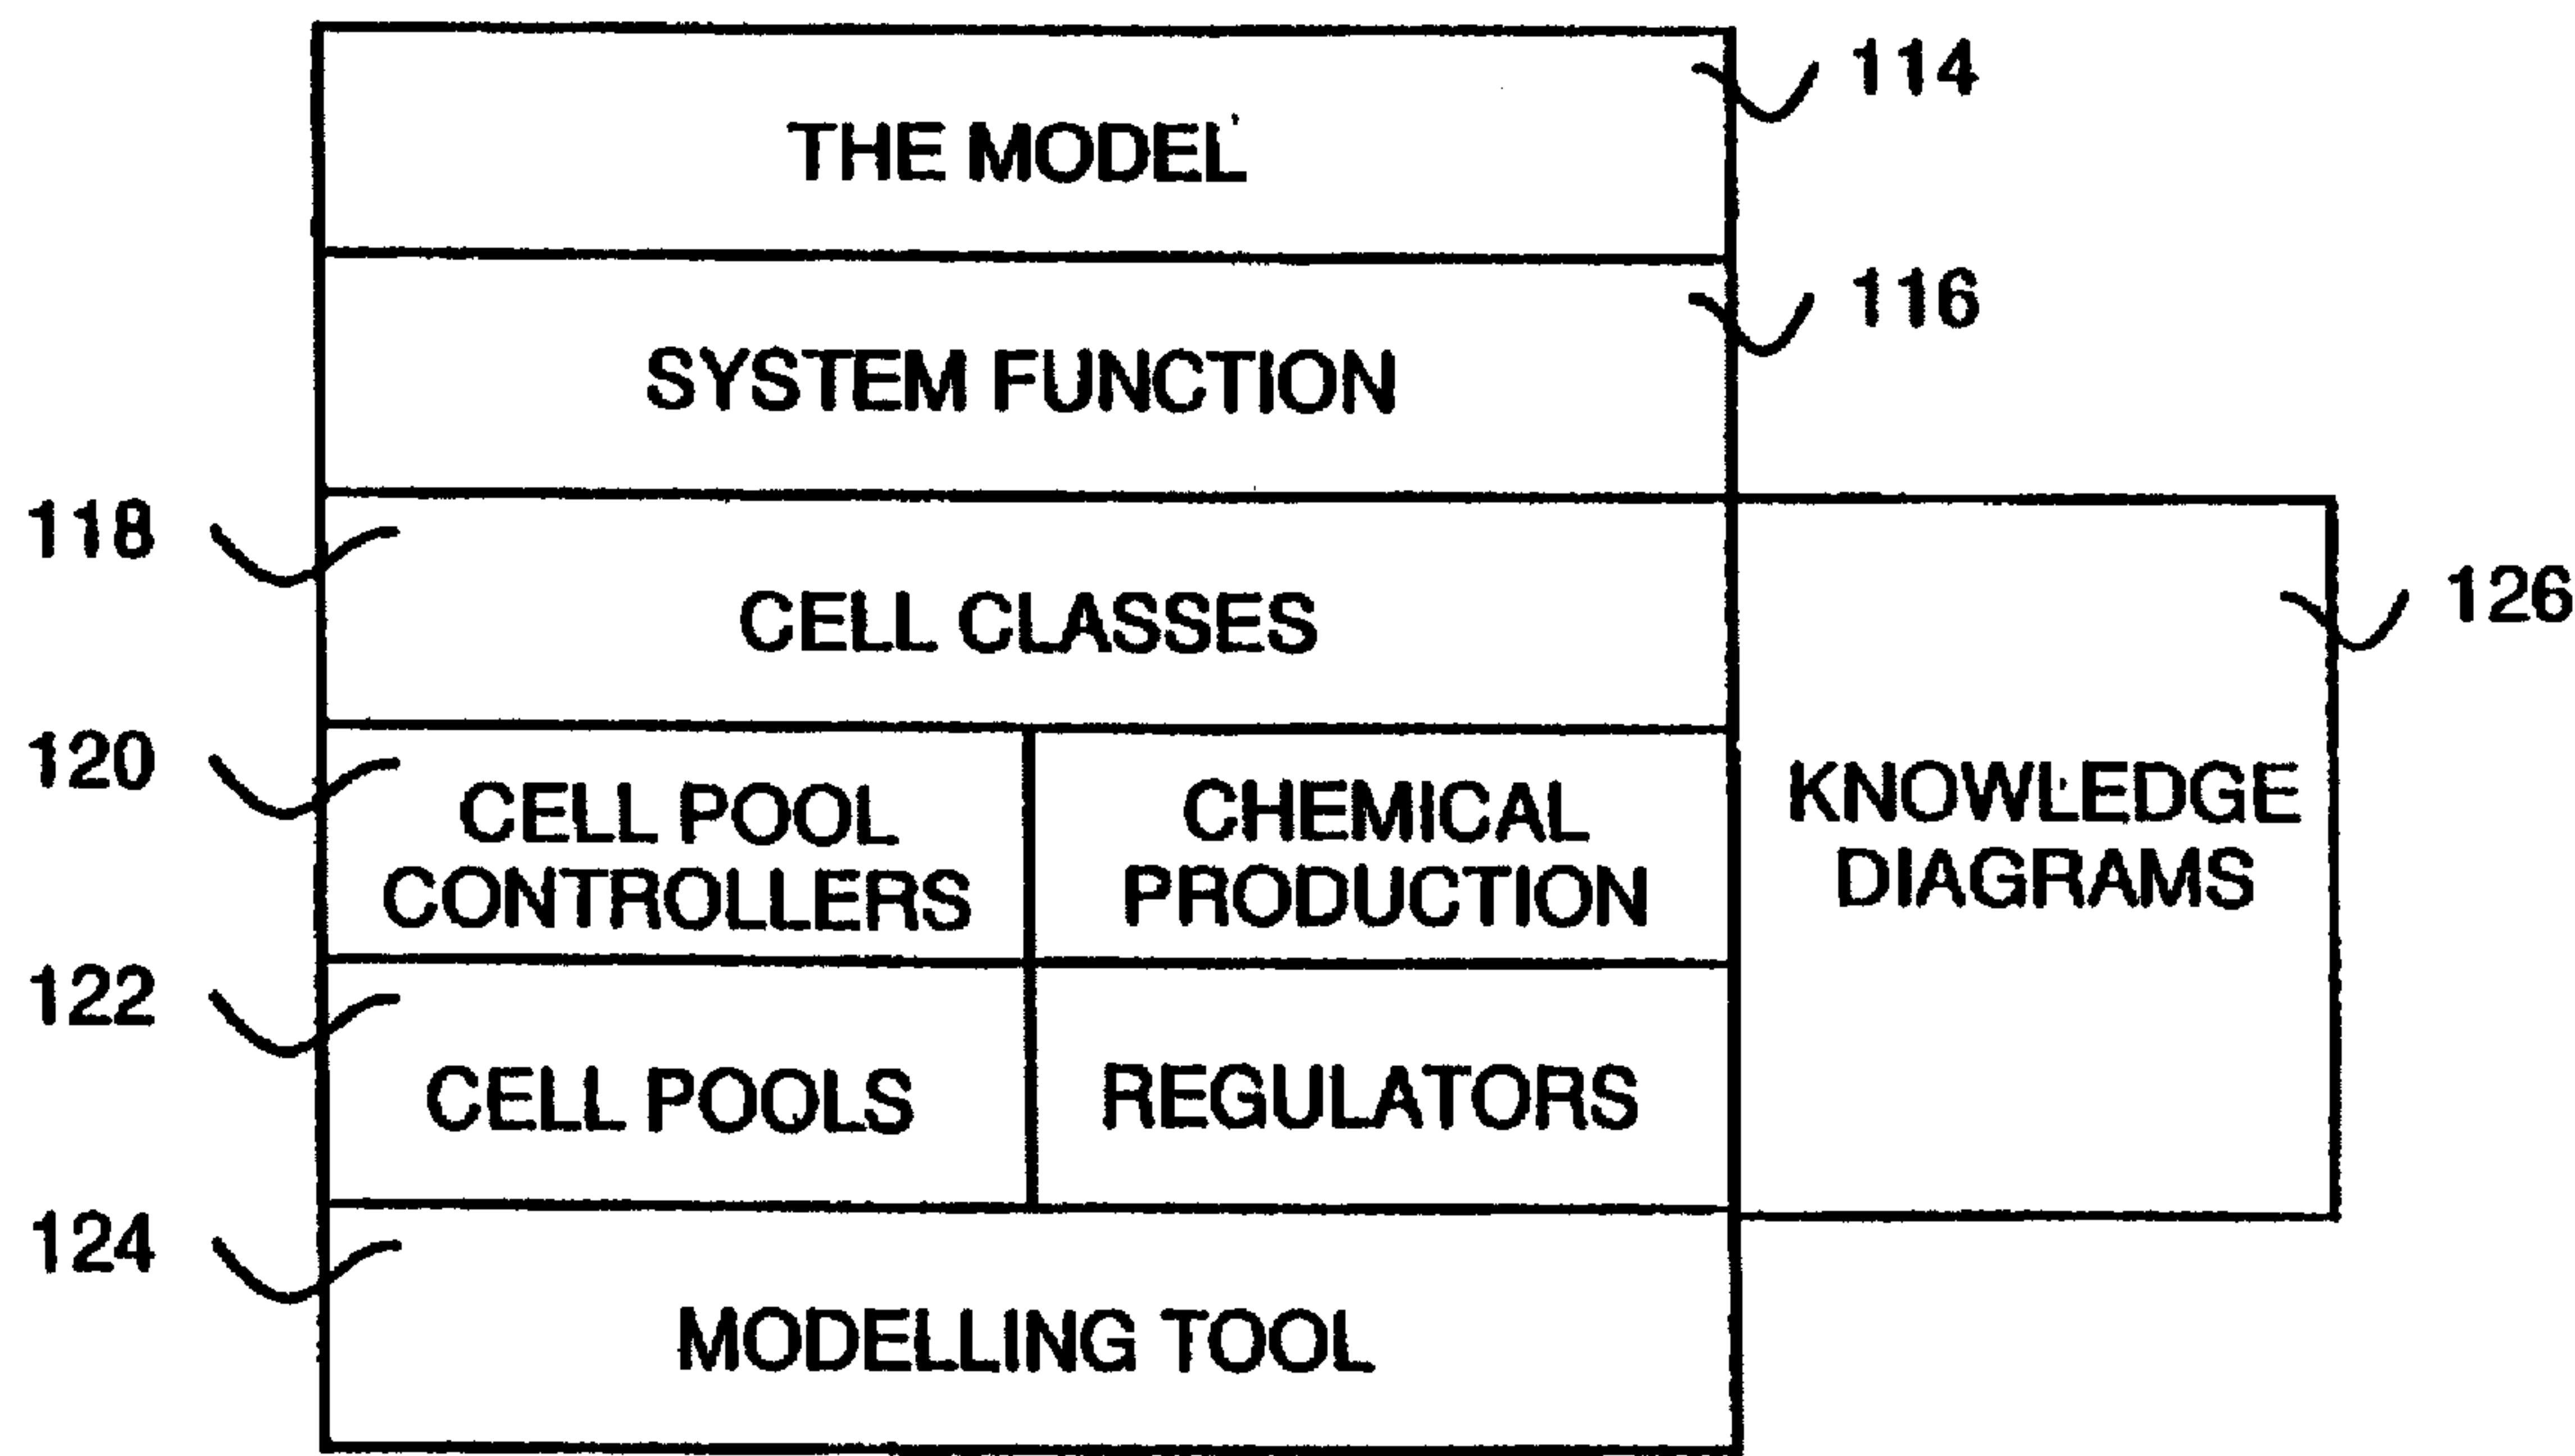 THE MODEL
114
SYSTEM FUNCTION
116
118
CELL CLASSES
126
120
CELL POOL
CONTROLLERS
CHEMICAL
PRODUCTION
KNOWLEDGE
DIAGRAMS
122
CELL POOLS
REGULATORS
124
MODELLING TOOL